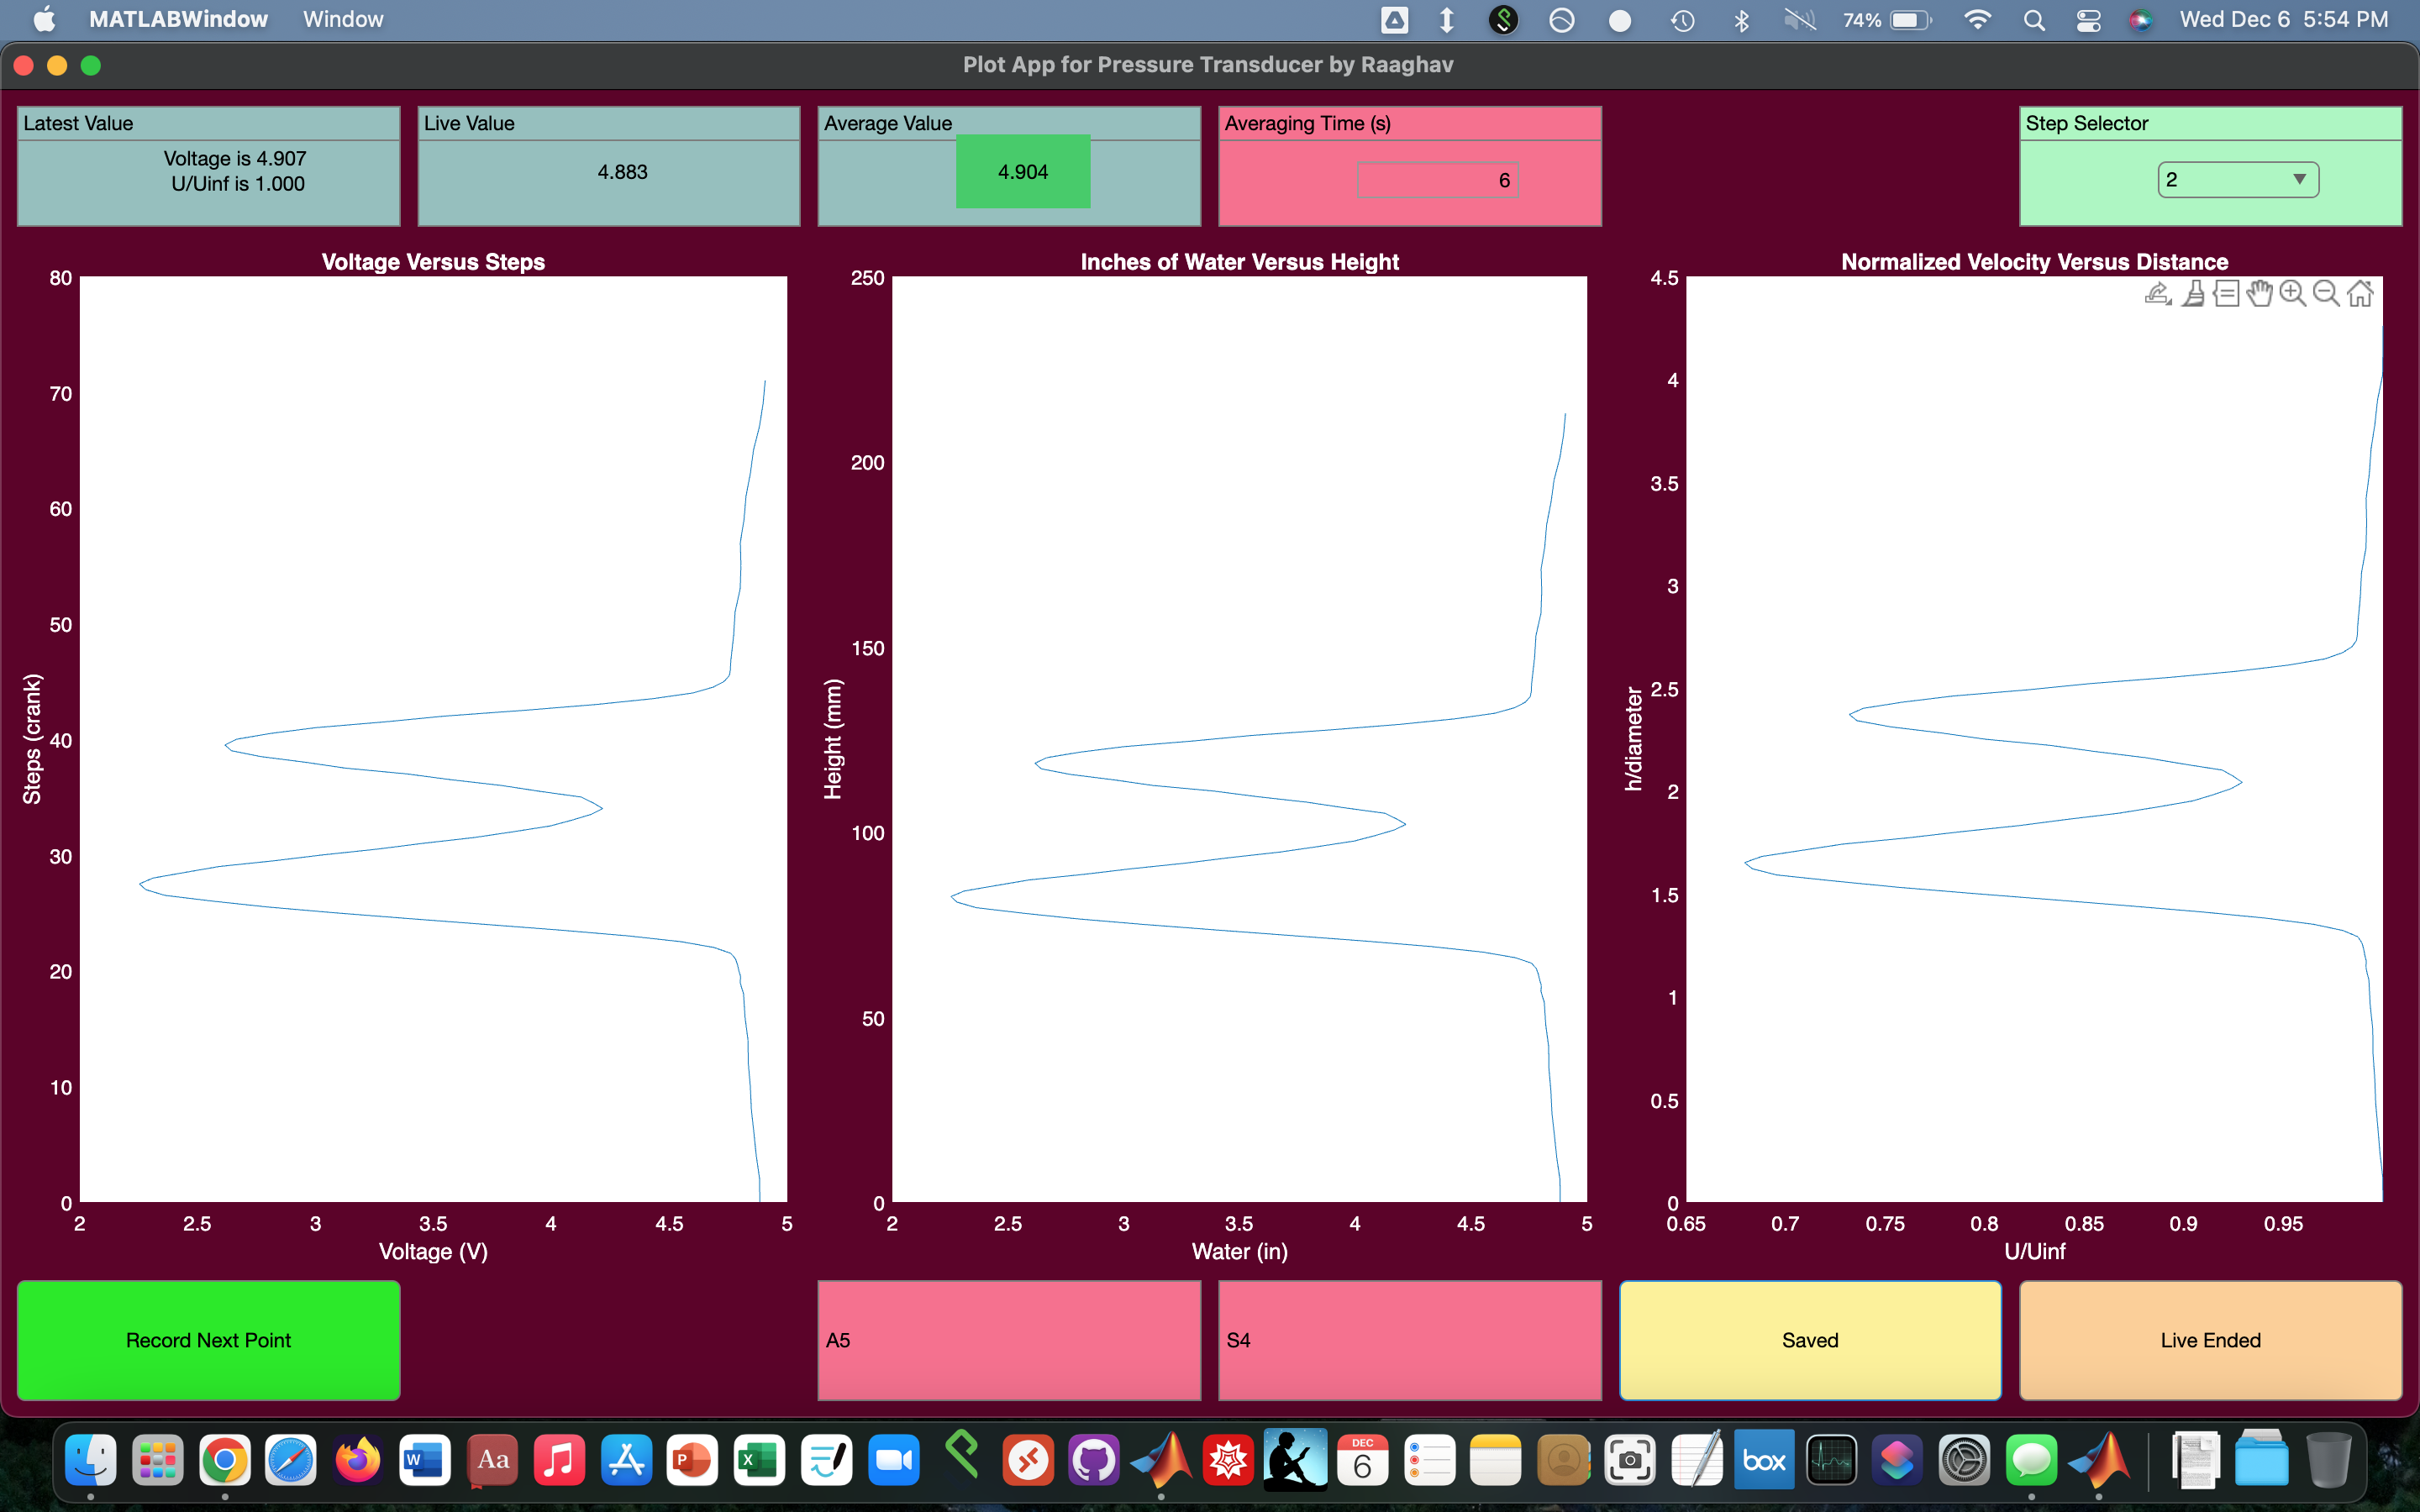 MATLABWindow Window 74% Wed Dec 6 5:54 PM
Plot App for Pressure Transducer by Raaghav
Latest Value
Voltage is 4.907
U/Uinf is 1.000
Live Value
4.883
Average Value
4.904
Averaging Time (s)
6
Step Selector
2
Voltage Versus Steps
80
70
60
50
40
30
20
10
0
Steps (crank)
2 2.5 3 3.5 4 4.5 5
Voltage (V)
Inches of Water Versus Height
250
200
150
100
50
0
Height (mm)
2 2.5 3 3.5 4 4.5 5
Water (in)
Normalized Velocity Versus Distance
4.5
4
3.5
3
2.5
2
1.5
1
0.5
0
h/diameter
0.65 0.7 0.75 0.8 0.85 0.9 0.95
U/Uinf
Record Next Point
A5
S4
Saved
Live Ended
W
Aa
P
X
DEC
6
box